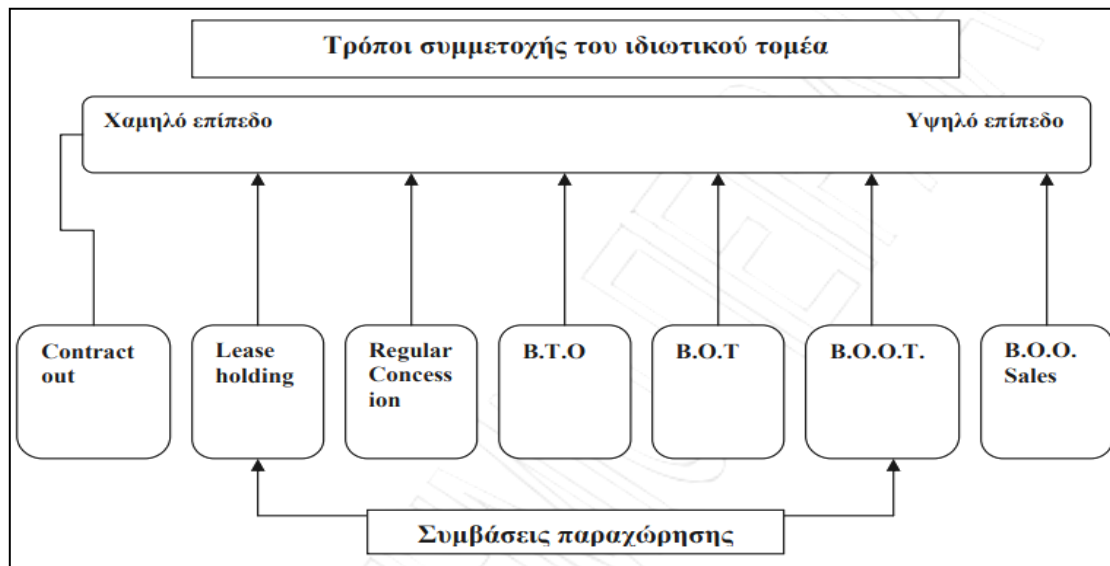 Τρόποι συμμετοχής του ιδιωτικού τομέα
Χαμηλό επίπεδο
Υψηλό επίπεδο
Contract
out
Lease
holding
Regular
Concess
ion
B.T.O
B.O.T
B.O.O.T.
B.O.O.
Sales
Συμβάσεις παραχώρησης